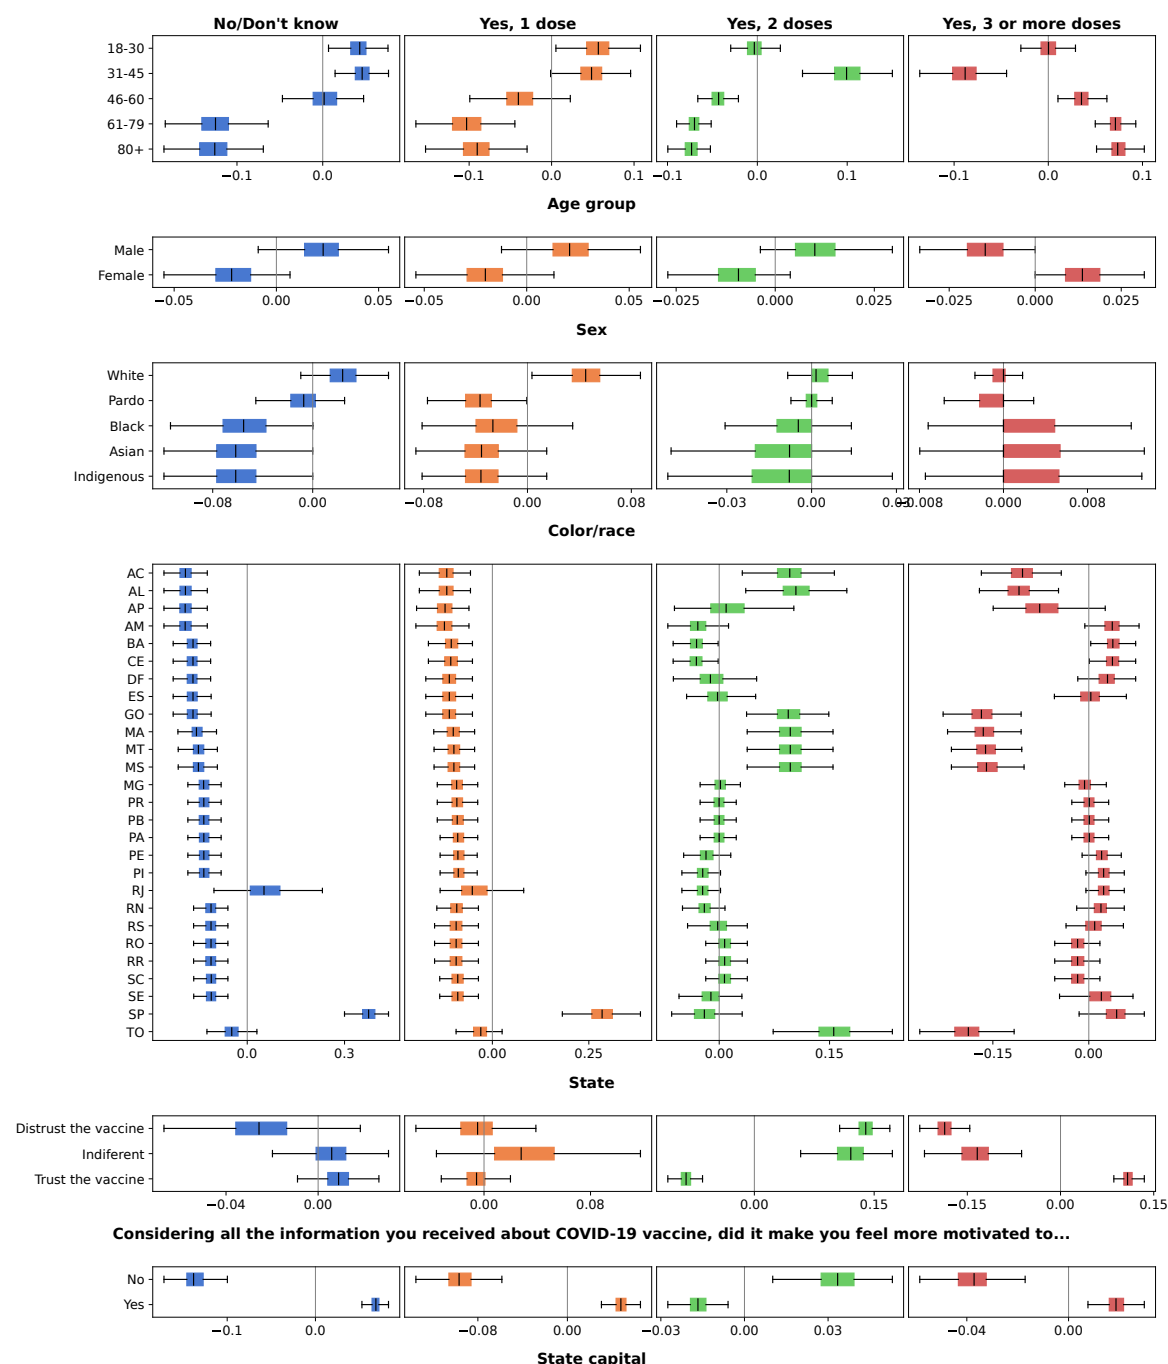 No/Don't know Yes, 1 dose Yes, 2 doses Yes, 3 or more doses
18-30
31-45
46-60
61-79
80+
−0.1 0.0 −0.1 0.0 0.1 −0.1 0.0 0.1 −0.1 0.0 0.1
Age group
Male
Female
−0.05 0.00 0.05 −0.05 0.00 0.05 −0.025 0.000 0.025 −0.025 0.000 0.025
Sex
White
Pardo
Black
Asian
Indigenous
−0.08 0.00 −0.08 0.00 0.08 −0.03 0.00 0.03 −0.008 0.000 0.008
Color/race
AC
AL
AP
AM
BA
CE
DF
ES
GO
MA
MT
MS
MG
PR
PB
PA
PE
PI
RJ
RN
RS
RO
RR
SC
SE
SP
TO
0.0 0.3 0.00 0.25 0.00 0.15 −0.15 0.00
State
Distrust the vaccine
Indiferent
Trust the vaccine
−0.04 0.00 0.00 0.08 0.00 0.15 −0.15 0.00 0.15
Considering all the information you received about COVID-19 vaccine, did it make you feel more motivated to...
No
Yes
−0.1 0.0 −0.08 0.00 −0.03 0.00 0.03 −0.04 0.00
State capital